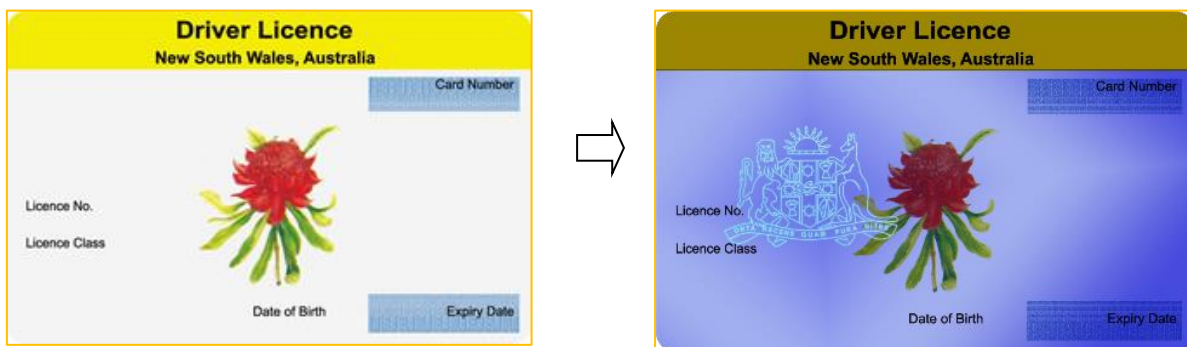 Driver Licence
New South Wales, Australia
Card Number
Licence No.
Licence Class
Date of Birth
Expiry Date
Driver Licence
New South Wales, Australia
Card Number
Licence No.
Licence Class
Date of Birth
Expiry Date